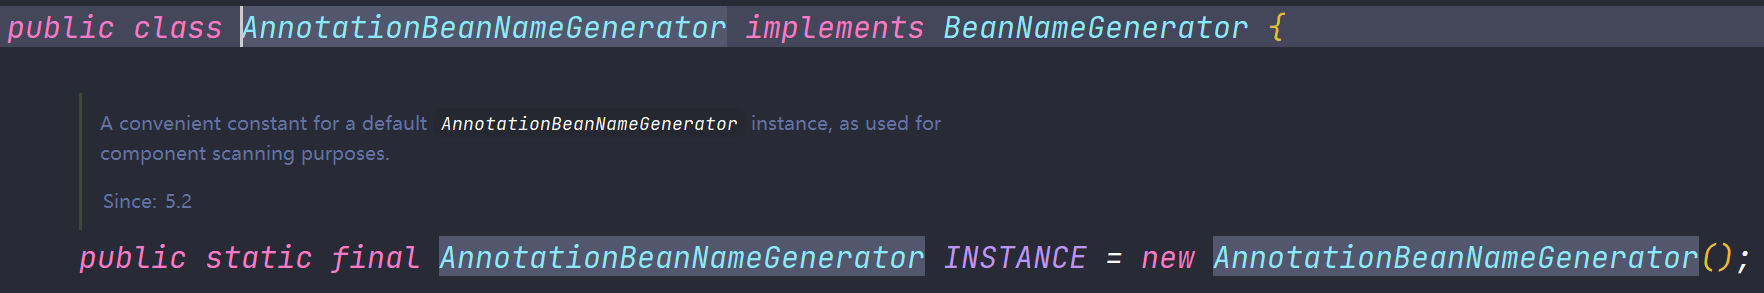 public class AnnotationBeanNameGenerator implements BeanNameGenerator {
A convenient constant for a default AnnotationBeanNameGenerator instance, as used for
component scanning purposes.
Since: 5.2
public static final AnnotationBeanNameGenerator INSTANCE = new AnnotationBeanNameGenerator();